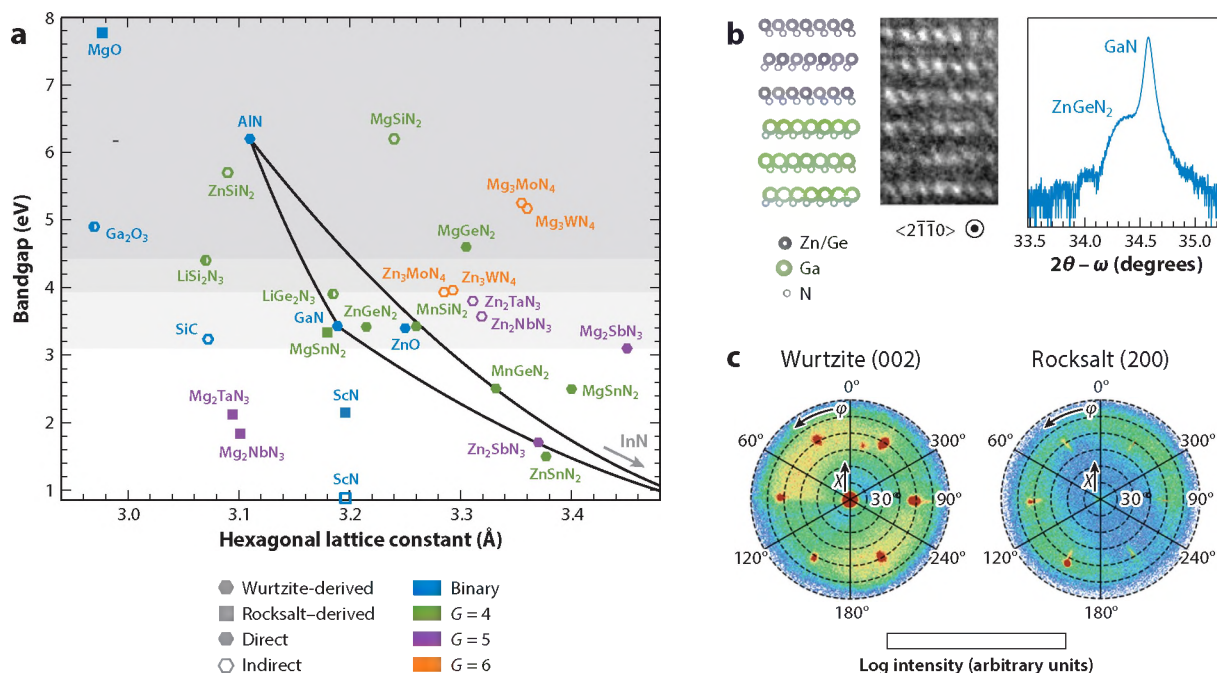 a
8
7
6
5
4
3
2
1
Bandgap (eV)
MgO
AlN
MgSiN₂
ZnSiN₂
Mg₃MoN₄
Mg₃WN₄
Ga₂O₃
MgGeN₂
LiSi₂N₃
Zn₃MoN₄
Zn₃WN₄
LiGe₂N₃
ZnGeN₂
MnSiN₂
Zn₂TaN₃
GaN
Zn₂NbN₃
SiC
MgSnN₂
ZnO
Mg₂SbN₃
MnGeN₂
MgSnN₂
Mg₂TaN₃
ScN
Mg₂NbN₃
Zn₂SbN₃
InN
ZnSnN₂
ScN
3.0 3.1 3.2 3.3 3.4
Hexagonal lattice constant (Å)
Wurtzite-derived
Rocksalt–derived
Direct
Indirect
Binary
G = 4
G = 5
G = 6
b
<21̅1̅0>
Zn/Ge
Ga
N
GaN
ZnGeN₂
33.5 34.0 34.5 35.0
2θ – ω (degrees)
c
Wurtzite (002)
0°
φ
60° 300°
χ
30° 90°
120° 240°
180°
Rocksalt (200)
0°
φ
60° 300°
χ
30° 90°
120° 240°
180°
Log intensity (arbitrary units)